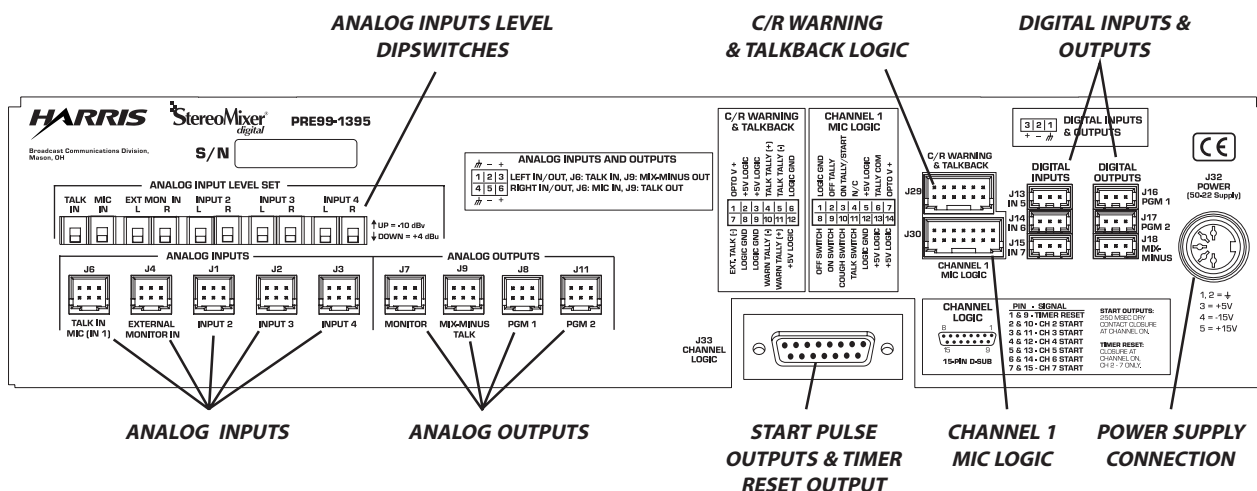 ANALOG INPUTS LEVEL
DIPSWITCHES
C/R WARNING
& TALKBACK LOGIC
DIGITAL INPUTS &
OUTPUTS
HARRIS
StereoMixer
digital
PRE99-1395
Broadcast Communications Division,
Mason, OH
S/N
ANALOG INPUTS AND OUTPUTS
- +
1 2 3 LEFT IN/OUT, J6: TALK IN, J9: MIX-MINUS OUT
4 5 6 RIGHT IN/OUT, J6: MIC IN, J9: TALK OUT
- +
ANALOG INPUT LEVEL SET
TALK IN
MIC IN
EXT MON IN
L R
INPUT 2
L R
INPUT 3
L R
INPUT 4
L R
UP = -10 dBv
DOWN = +4 dBu
ANALOG INPUTS
J6
TALK IN
MIC (IN 1)
J4
EXTERNAL
MONITOR IN
J1
INPUT 2
J2
INPUT 3
J3
INPUT 4
ANALOG OUTPUTS
J7
MONITOR
J9
MIX-MINUS
TALK
J8
PGM 1
J11
PGM 2
C/R WARNING
& TALKBACK
OPTO V +
+5V LOGIC
+5V LOGIC
TALK TALLY (+)
TALK TALLY (-)
LOGIC GND
1 2 3 4 5 6
7 8 9 10 11 12
EXT. TALK (-)
LOGIC GND
LOGIC GND
WARN TALLY (-)
WARN TALLY (+)
+5V LOGIC
CHANNEL 1
MIC LOGIC
LOGIC GND
OFF TALLY
ON TALLY/START
N/C
+5V LOGIC
TALLY COM
OPTO V +
1 2 3 4 5 6 7
8 9 10 11 12 13 14
OFF SWITCH
ON SWITCH
COUGH SWITCH
TALK SWITCH
LOGIC GND
+5V LOGIC
+5V LOGIC
C/R WARNING
& TALKBACK
J29
J30
CHANNEL 1
MIC LOGIC
3 2 1
+ -
DIGITAL INPUTS
& OUTPUTS
DIGITAL
INPUTS
J13
IN 5
J14
IN 6
J15
IN 7
DIGITAL
OUTPUTS
J16
PGM 1
J17
PGM 2
J18
MIX-
MINUS
CE
J32
POWER
(50-22 Supply)
1, 2 =
3 = +5V
4 = -15V
5 = +15V
J33
CHANNEL
LOGIC
CHANNEL
LOGIC
8 1
15 9
15-PIN D-SUB
PIN • SIGNAL
1 & 9 • TIMER RESET
2 & 10 • CH 2 START
3 & 11 • CH 3 START
4 & 12 • CH 4 START
5 & 13 • CH 5 START
6 & 14 • CH 6 START
7 & 15 • CH 7 START
START OUTPUTS:
250 MSEC DRY
CONTACT CLOSURE
AT CHANNEL ON.
TIMER RESET:
CLOSURE AT
CHANNEL ON,
CH 2 - 7 ONLY.
ANALOG INPUTS
ANALOG OUTPUTS
START PULSE
OUTPUTS & TIMER
RESET OUTPUT
CHANNEL 1
MIC LOGIC
POWER SUPPLY
CONNECTION